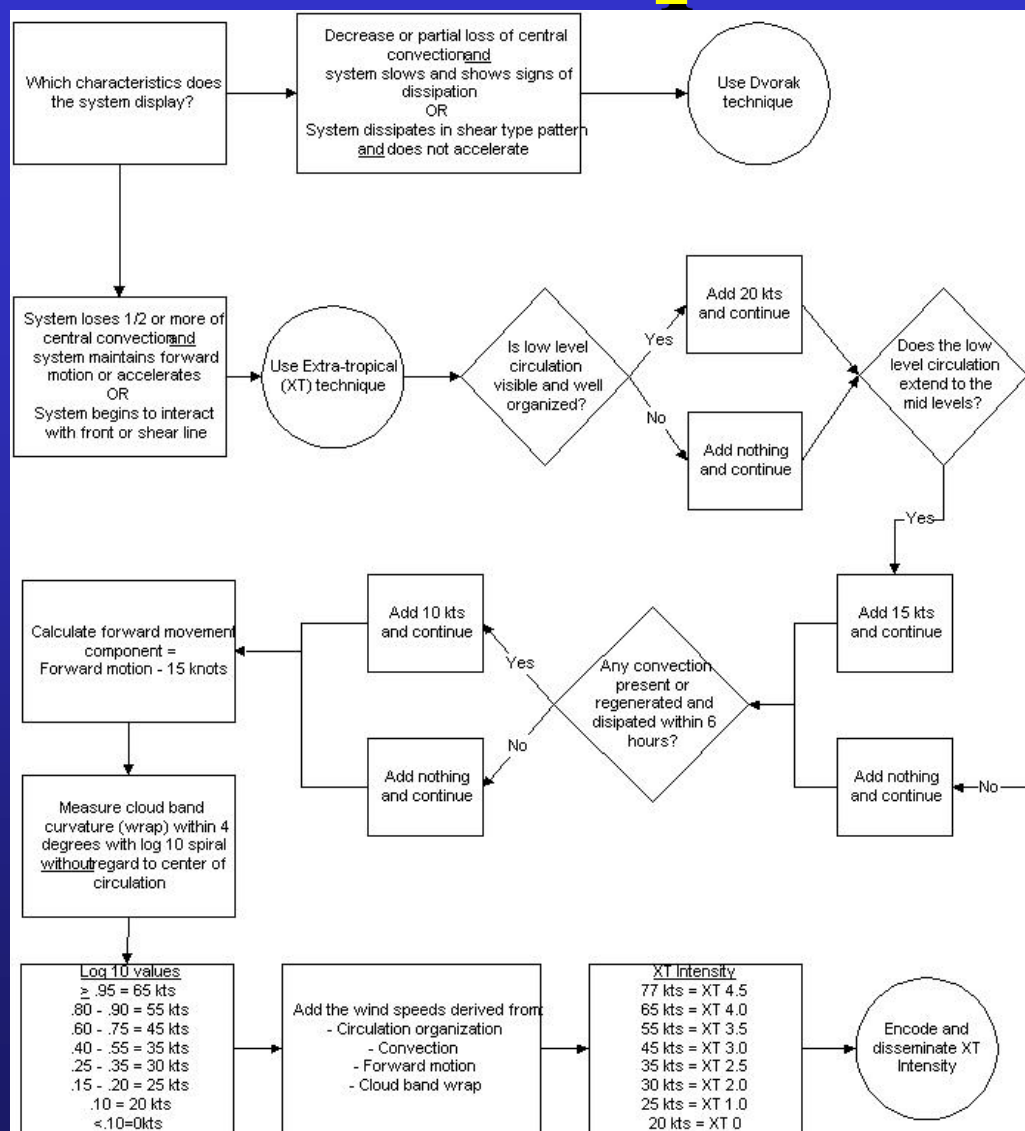 Which characteristics does
the system display?
Decrease or partial loss of central
convection and
system slows and shows signs of
dissipation
OR
System dissipates in shear type pattern
and does not accelerate
Use Dvorak
technique
System loses 1/2 or more of
central convection and
system maintains forward
motion or accelerates
OR
System begins to interact
with front or shear line
Use Extra-tropical
(XT) technique
Is low level
circulation
visible and well
organized?
Yes
No
Add 20 kts
and continue
Add nothing
and continue
Does the low
level circulation
extend to the
mid levels?
Yes
No
Add 15 kts
and continue
Add nothing
and continue
Any convection
present or
regenerated and
disipated within 6
hours?
Yes
No
Add 10 kts
and continue
Add nothing
and continue
Calculate forward movement
component =
Forward motion - 15 knots
Measure cloud band
curvature (wrap) within 4
degrees with log 10 spiral
without regard to center of
circulation
Log 10 values
≥ .95 = 65 kts
.80 - .90 = 55 kts
.60 - .75 = 45 kts
.40 - .55 = 35 kts
.25 - .35 = 30 kts
.15 - .20 = 25 kts
.10 = 20 kts
<.10=0kts
Add the wind speeds derived from:
- Circulation organization
- Convection
- Forward motion
- Cloud band wrap
XT Intensity
77 kts = XT 4.5
65 kts = XT 4.0
55 kts = XT 3.5
45 kts = XT 3.0
35 kts = XT 2.5
30 kts = XT 2.0
25 kts = XT 1.0
20 kts = XT 0
Encode and
disseminate XT
Intensity